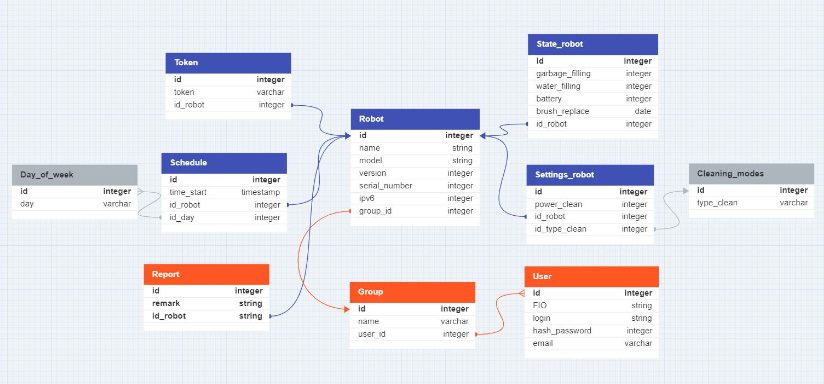 Token
id integer
token varchar
id_robot integer
State_robot
id integer
garbage_filling integer
water_filling integer
battery integer
brush_replace date
id_robot integer
Robot
id integer
name string
model string
version integer
serial_number integer
ipv6 integer
group_id integer
Day_of_week
id integer
day varchar
Schedule
id integer
time_start timestamp
id_robot integer
id_day integer
Settings_robot
id integer
power_clean integer
id_robot integer
id_type_clean integer
Cleaning_modes
id integer
type_clean varchar
Report
id integer
remark string
id_robot string
Group
id integer
name varchar
user_id integer
User
id integer
FIO string
login string
hash_password integer
email varchar